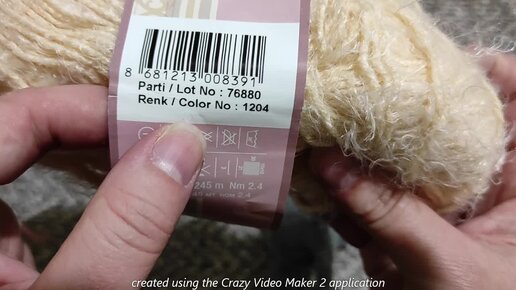 8 681213 008391
Parti / Lot No : 76880
Renk / Color No : 1204
245 m Nm 2.4
created using the Crazy Video Maker 2 application